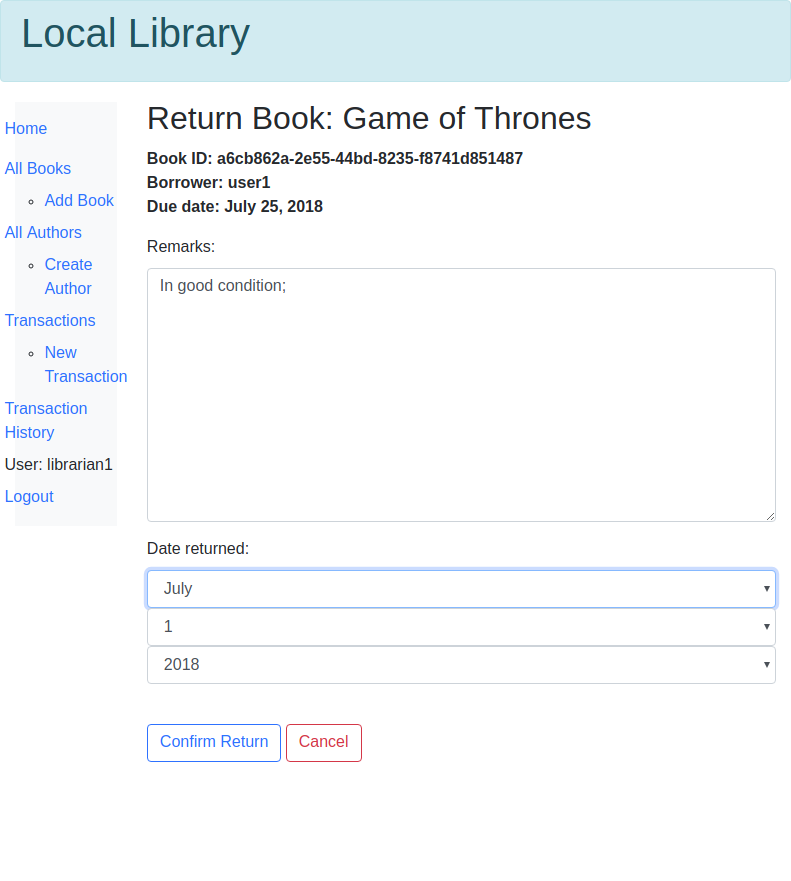 Local Library
Home
All Books
Add Book
All Authors
Create
Author
Transactions
New
Transaction
Transaction
History
User: librarian1
Logout
Return Book: Game of Thrones
Book ID: a6cb862a-2e55-44bd-8235-f8741d851487
Borrower: user1
Due date: July 25, 2018
Remarks:
In good condition;
Date returned:
July
1
2018
Confirm Return
Cancel